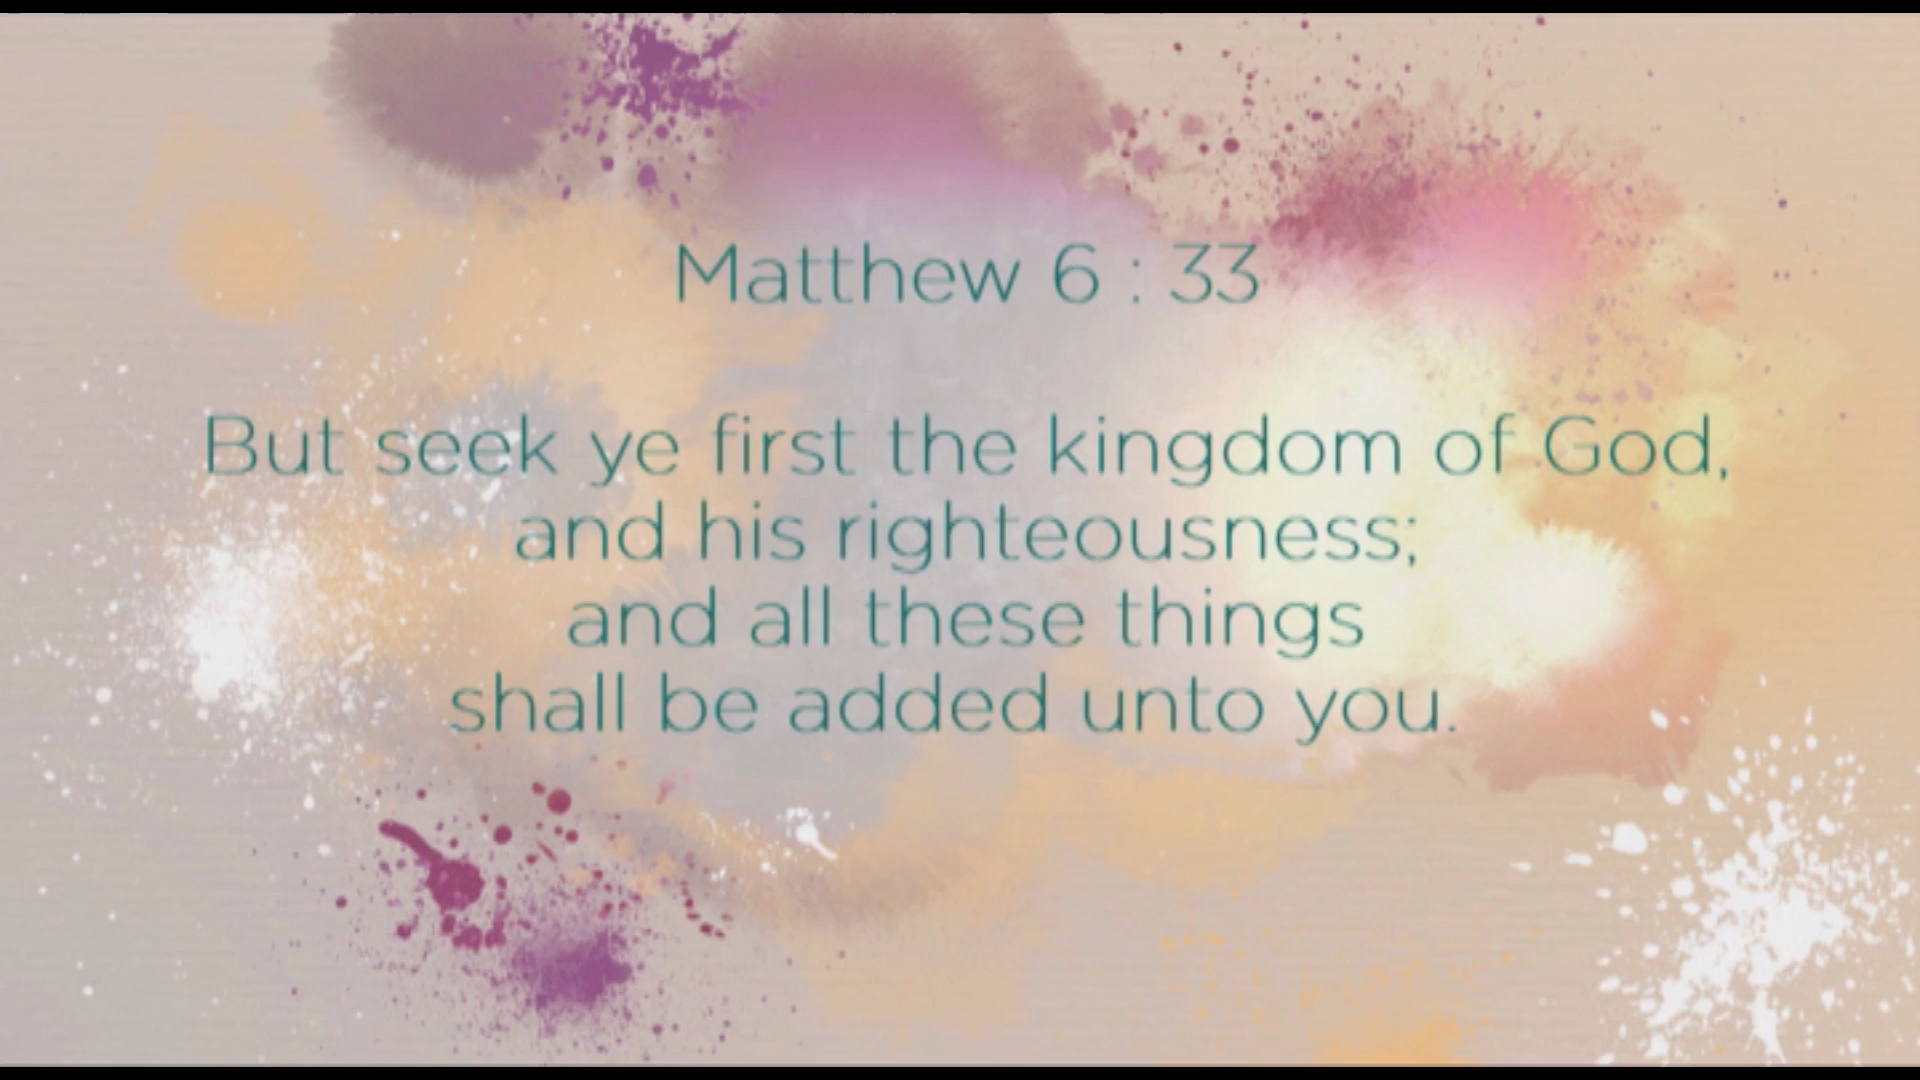 Matthew 6 : 33
But seek ye first the kingdom of God,
and his righteousness;
and all these things
shall be added unto you.